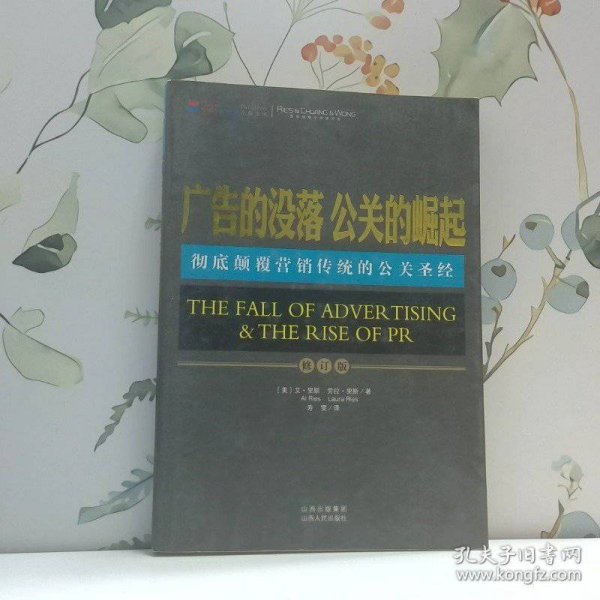 RIES & CHUANG & WONG
广告的没落 公关的崛起
彻底颠覆营销传统的公关圣经
THE FALL OF ADVERTISING
& THE RISE OF PR
修订版
［美］艾·里斯 劳拉·里斯／著
Al Ries Laura Ries
寿雯／译
山西出版集团
山西人民出版社
孔夫子旧书网
www.kongfz.com